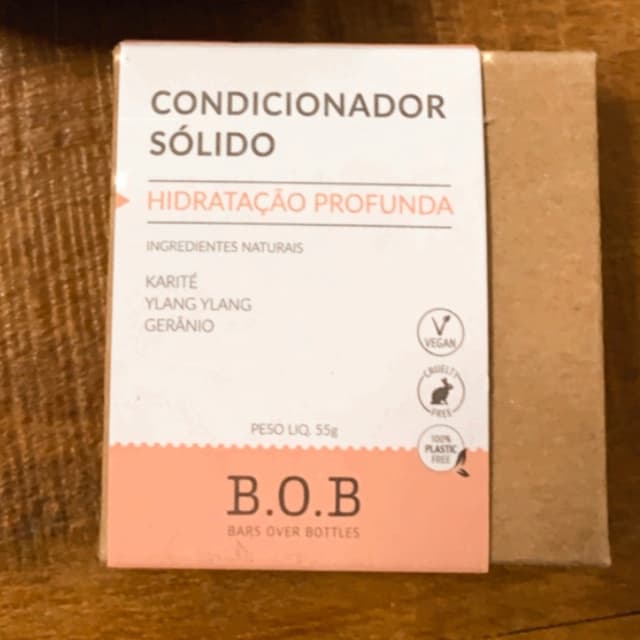 CONDICIONADOR
SÓLIDO
HIDRATAÇÃO PROFUNDA
INGREDIENTES NATURAIS
KARITÉ
YLANG YLANG
GERÂNIO
VEGAN
CRUELTY
FREE
100%
PLASTIC
FREE
PESO LIQ. 55g
B.O.B
BARS OVER BOTTLES